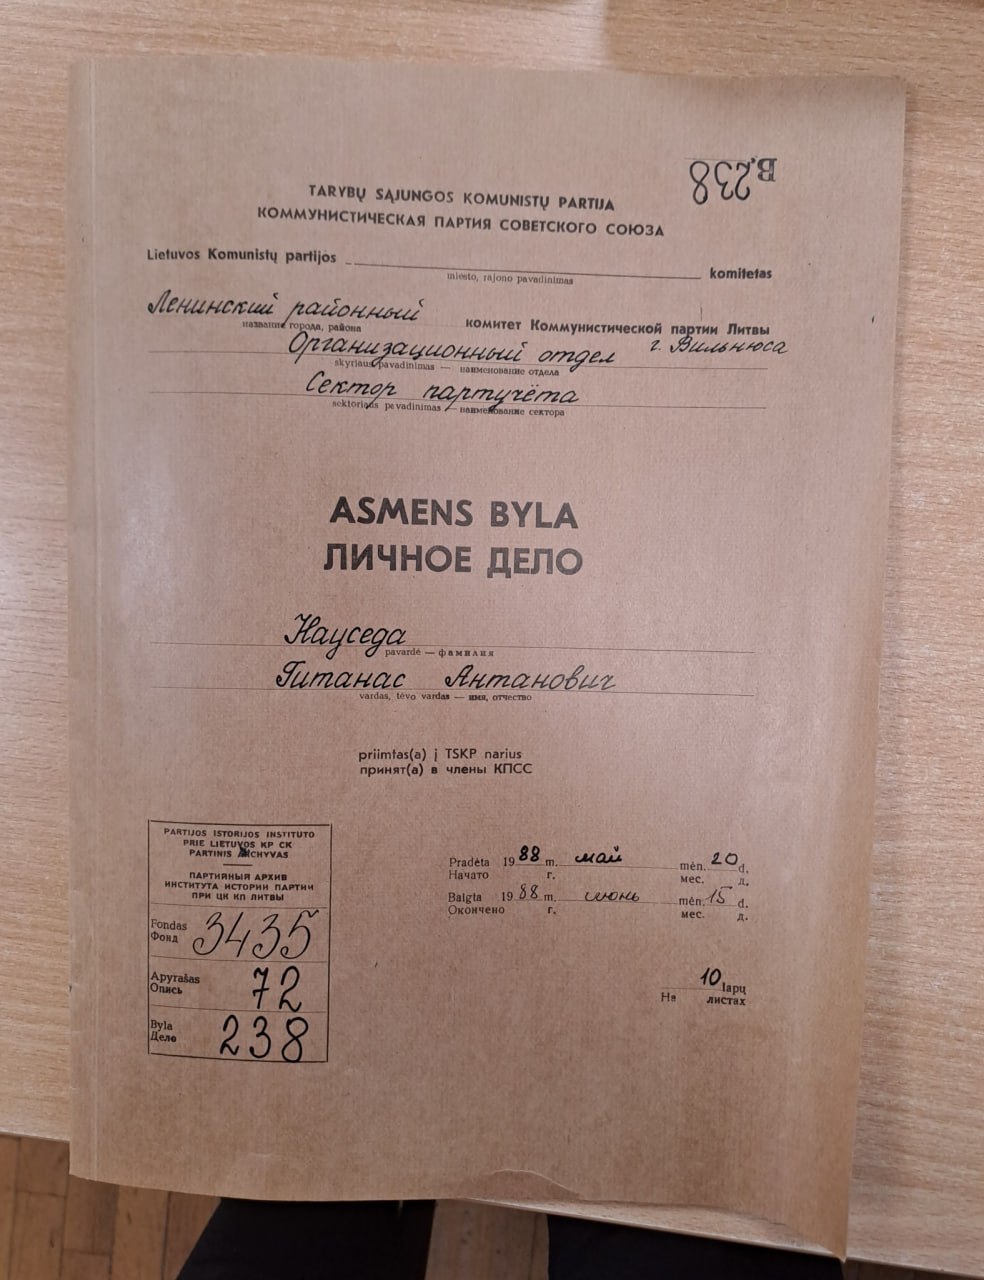 B.238
TARYBŲ SĄJUNGOS KOMUNISTŲ PARTIJA
КОММУНИСТИЧЕСКАЯ ПАРТИЯ СОВЕТСКОГО СОЮЗА
Lietuvos Komunistų partijos komitetas
miesto, rajono pavadinimas
Ленинский районный
название города, района
комитет Коммунистической партии Литвы
Организационный отдел г. Вильнюса
skyriaus pavadinimas — наименование отдела
Сектор партучёта
sektoriaus pavadinimas — наименование сектора
ASMENS BYLA
ЛИЧНОЕ ДЕЛО
Науседа
pavardė — фамилия
Гитанас Антанович
vardas, tėvo vardas — имя, отчество
priimtas(a) į TSKP narius
принят(а) в члены КПСС
PARTIJOS ISTORIJOS INSTITUTO
PRIE LIETUVOS KP CK
PARTINIS ARCHYVAS
ПАРТИЙНЫЙ АРХИВ
ИНСТИТУТА ИСТОРИИ ПАРТИИ
ПРИ ЦК КП ЛИТВЫ
Fondas
Фонд 3435
Apyrašas
Опись 72
Byla
Дело 238
Pradėta 1988 m. май mėn. 20 d.
Начато г. мес. д.
Baigta 1988 m. июнь mėn. 15 d.
Окончено г. мес. д.
10 lapų
На листах